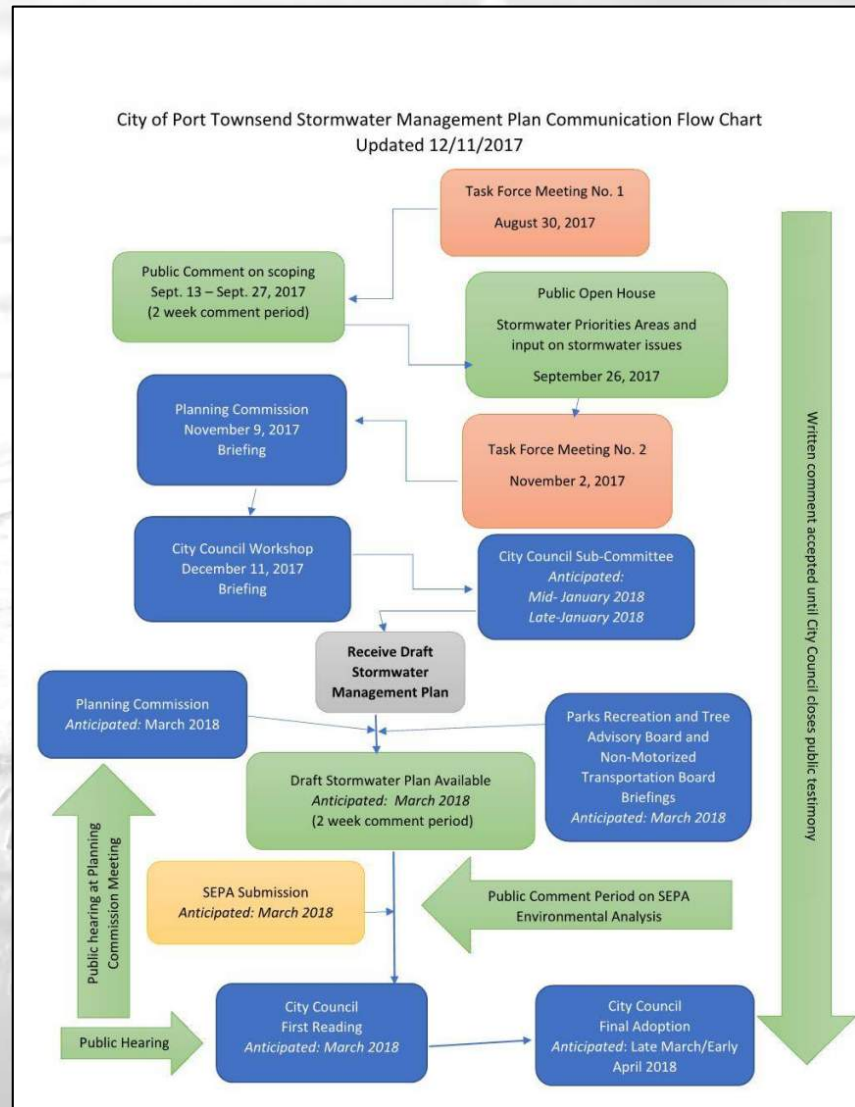 City of Port Townsend Stormwater Management Plan Communication Flow Chart
Updated 12/11/2017
Task Force Meeting No. 1
August 30, 2017
Public Comment on scoping
Sept. 13 – Sept. 27, 2017
(2 week comment period)
Public Open House
Stormwater Priorities Areas and
input on stormwater issues
September 26, 2017
Planning Commission
November 9, 2017
Briefing
Task Force Meeting No. 2
November 2, 2017
City Council Workshop
December 11, 2017
Briefing
City Council Sub-Committee
Anticipated:
Mid- January 2018
Late-January 2018
Receive Draft
Stormwater
Management Plan
Planning Commission
Anticipated: March 2018
Parks Recreation and Tree
Advisory Board and
Non-Motorized
Transportation Board
Briefings
Anticipated: March 2018
Draft Stormwater Plan Available
Anticipated: March 2018
(2 week comment period)
SEPA Submission
Anticipated: March 2018
Public Comment Period on SEPA
Environmental Analysis
Public hearing at Planning
Commission Meeting
Public Hearing
City Council
First Reading
Anticipated: March 2018
City Council
Final Adoption
Anticipated: Late March/Early
April 2018
Written comment accepted until City Council closes public testimony